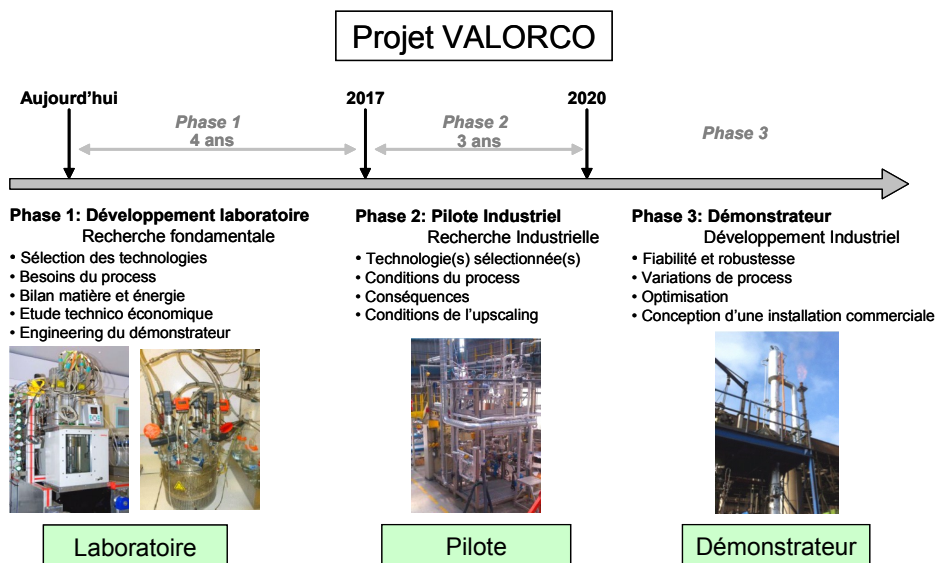 Projet VALORCO
Aujourd'hui
2017
2020
Phase 1
4 ans
Phase 2
3 ans
Phase 3
Phase 1: Développement laboratoire
Recherche fondamentale
• Sélection des technologies
• Besoins du process
• Bilan matière et énergie
• Etude technico économique
• Engineering du démonstrateur
Phase 2: Pilote Industriel
Recherche Industrielle
• Technologie(s) sélectionnée(s)
• Conditions du process
• Conséquences
• Conditions de l'upscaling
Phase 3: Démonstrateur
Développement Industriel
• Fiabilité et robustesse
• Variations de process
• Optimisation
• Conception d'une installation commerciale
Laboratoire
Pilote
Démonstrateur